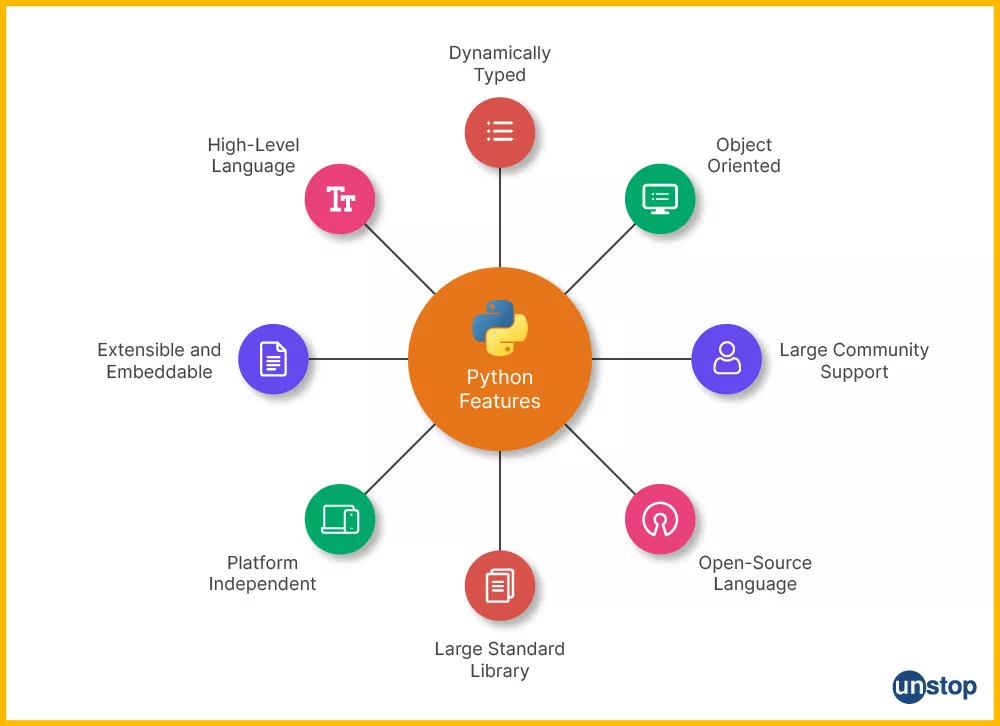 Dynamically
Typed
High-Level
Language
Object
Oriented
Extensible and
Embeddable
Python
Features
Large Community
Support
Platform
Independent
Open-Source
Language
Large Standard
Library
unstop